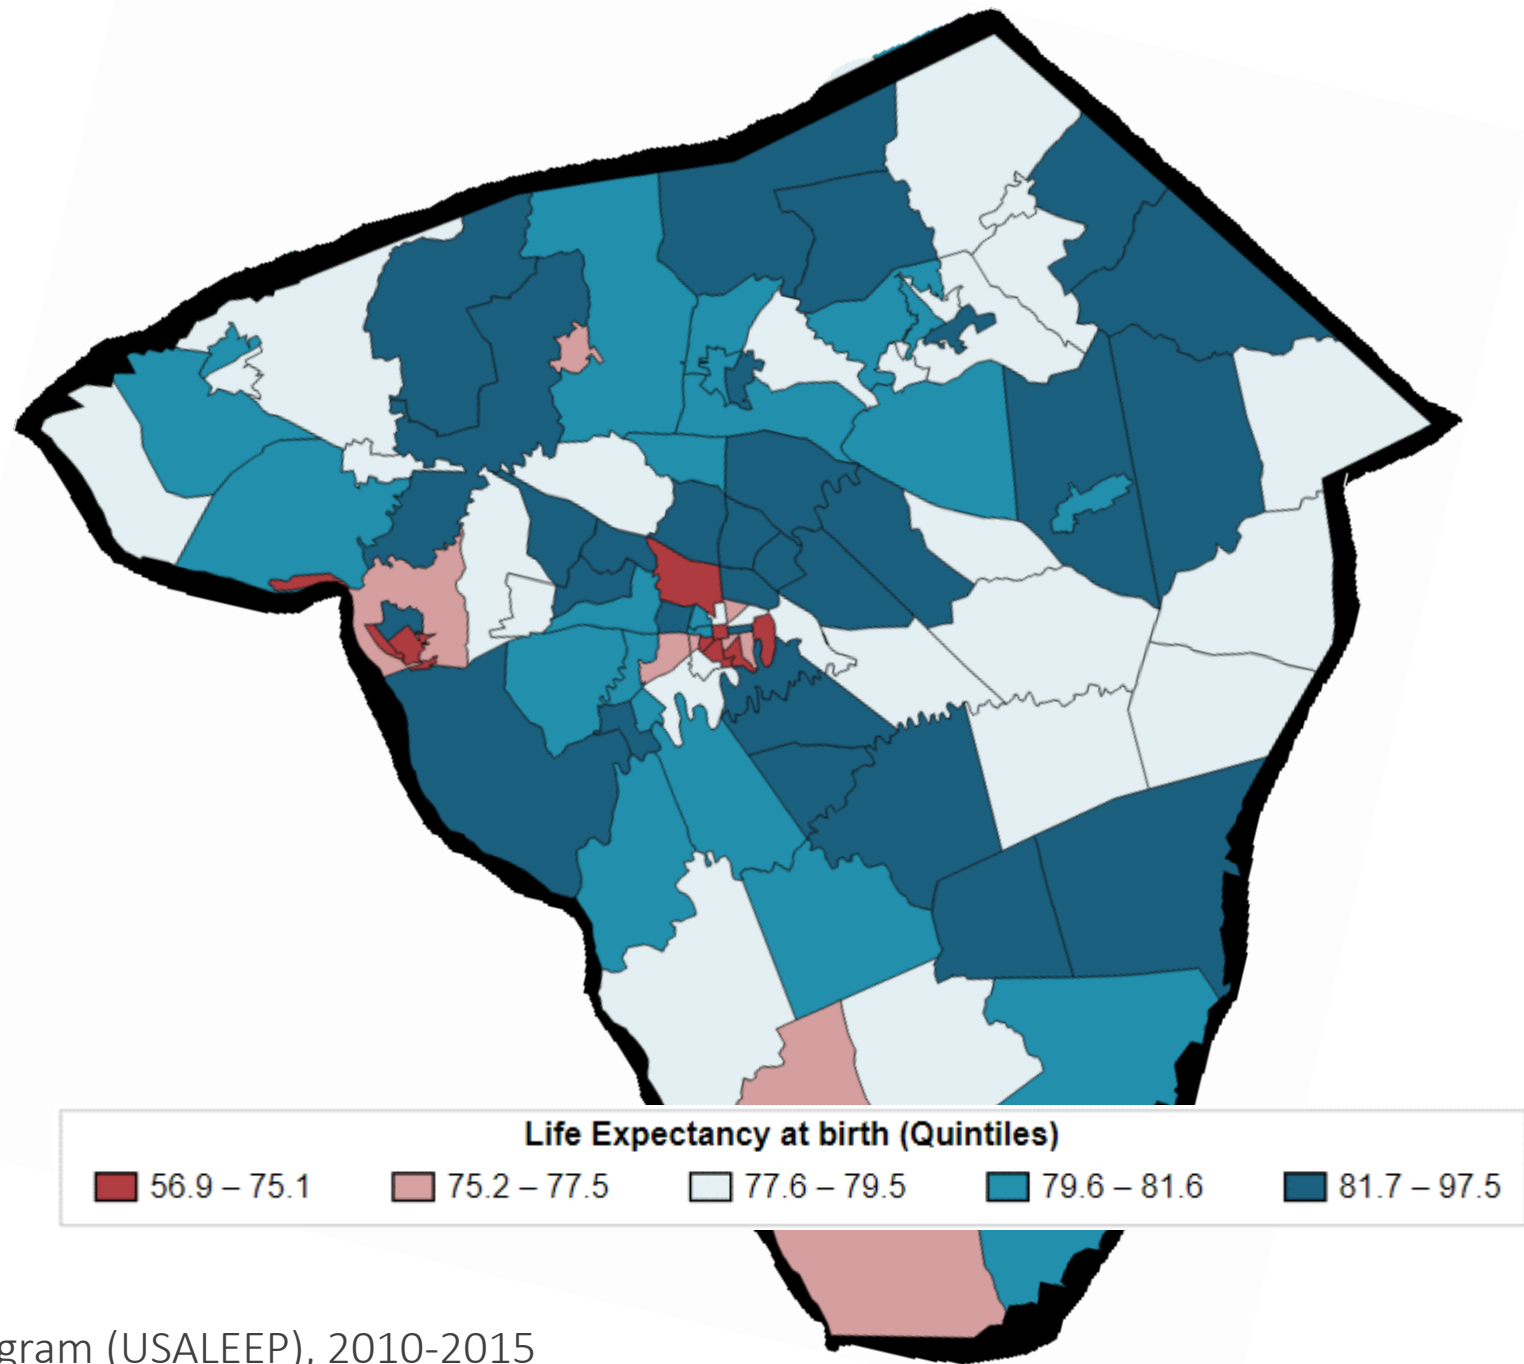 Life Expectancy at birth (Quintiles)
56.9 – 75.1 75.2 – 77.5 77.6 – 79.5 79.6 – 81.6 81.7 – 97.5
gram (USALEEP), 2010-2015